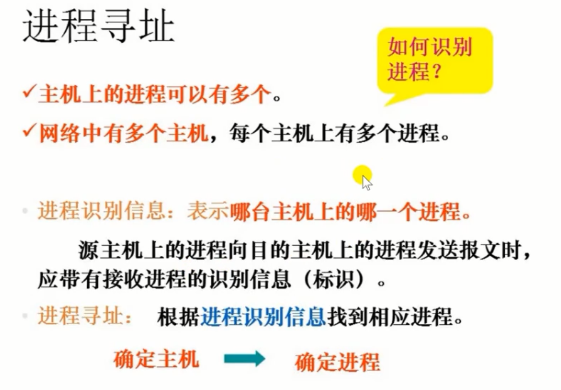 进程寻址
如何识别
进程？
✓主机上的进程可以有多个。
✓网络中有多个主机，每个主机上有多个进程。
• 进程识别信息：表示哪台主机上的哪一个进程。
源主机上的进程向目的主机上的进程发送报文时，
应带有接收进程的识别信息（标识）。
• 进程寻址： 根据进程识别信息找到相应进程。
确定主机 → 确定进程